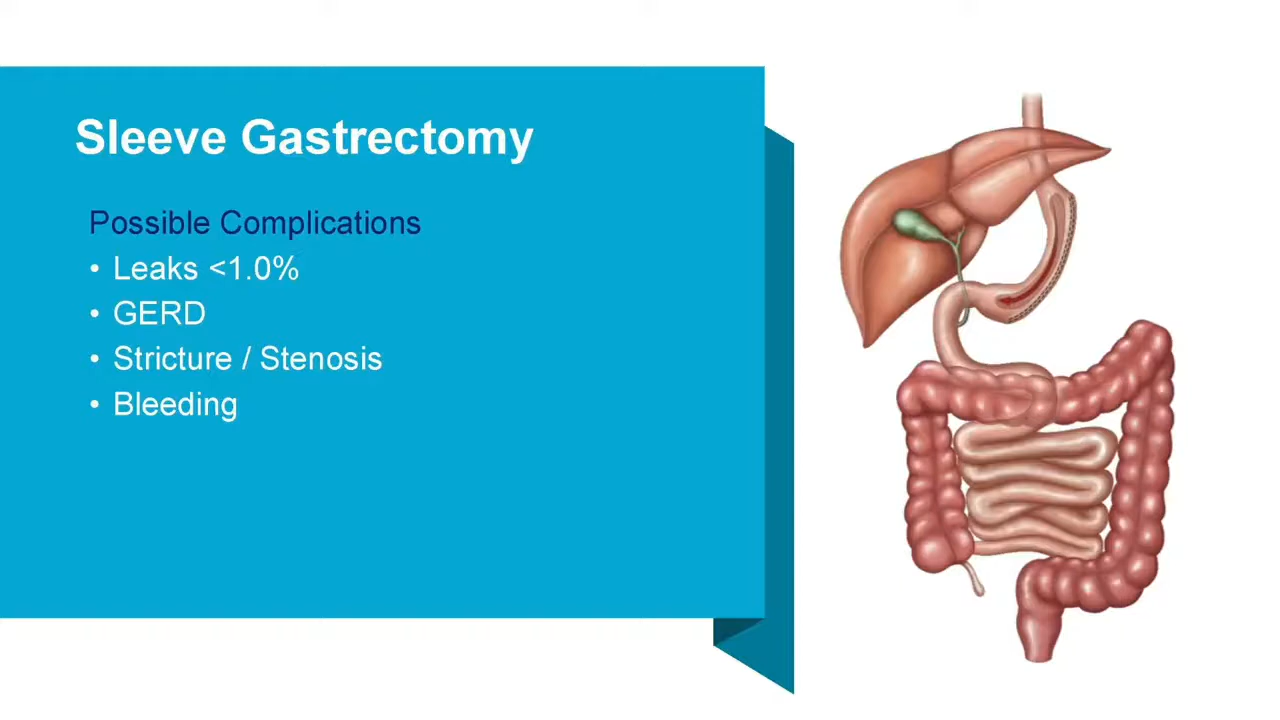 Sleeve Gastrectomy
Possible Complications
• Leaks <1.0%
• GERD
• Stricture / Stenosis
• Bleeding